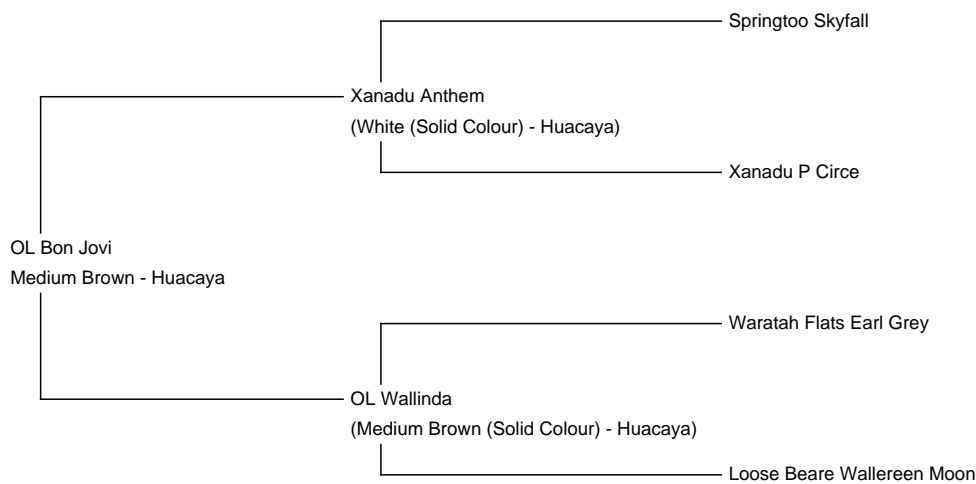 Springtoo Skyfall
Xanadu Anthem
(White (Solid Colour) - Huacaya)
Xanadu P Circe
OL Bon Jovi
Medium Brown - Huacaya
Waratah Flats Earl Grey
OL Wallinda
(Medium Brown (Solid Colour) - Huacaya)
Loose Beare Wallereen Moon